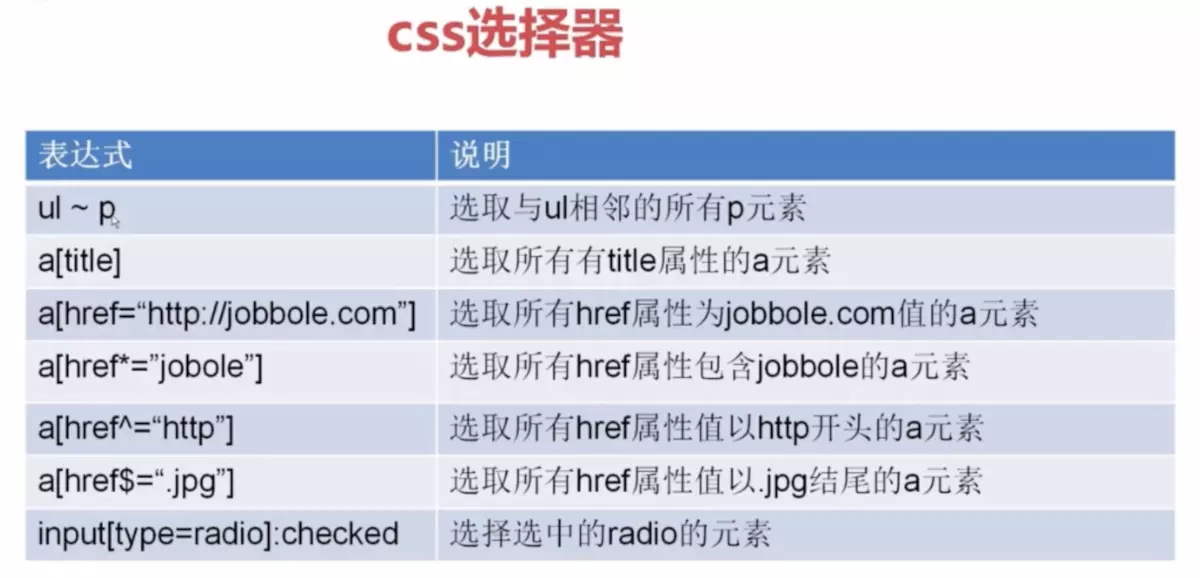 css选择器
表达式 说明
ul ~ p 选取与ul相邻的所有p元素
a[title] 选取所有有title属性的a元素
a[href=“http://jobbole.com”] 选取所有href属性为jobbole.com值的a元素
a[href*=”jobole”] 选取所有href属性包含jobbole的a元素
a[href^=“http”] 选取所有href属性值以http开头的a元素
a[href$=“.jpg”] 选取所有href属性值以.jpg结尾的a元素
input[type=radio]:checked 选择选中的radio的元素